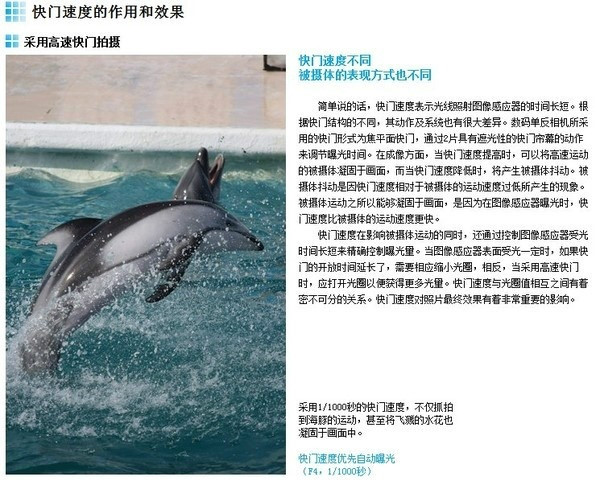 快门速度的作用和效果
采用高速快门拍摄
快门速度不同
被摄体的表现方式也不同
简单说的话，快门速度表示光线照射图像感应器的时间长短。根
据快门结构的不同，其动作及系统也有很大差异。数码单反相机所采
用的快门形式为焦平面快门，通过2片具有遮光性的快门帘幕的动作
来调节曝光时间。在成像方面，当快门速度提高时，可以将高速运动
的被摄体凝固于画面，而当快门速度降低时，将产生被摄体抖动。被
摄体抖动是因快门速度相对于被摄体的运动速度过低所产生的现象。
被摄体运动之所以能够凝固于画面，是因为在图像感应器曝光时，快
门速度比被摄体的运动速度更快。
快门速度在影响被摄体运动的同时，还通过控制图像感应器受光
时间长短来精确控制曝光量。当图像感应器表面受光一定时，如果快
门的开放时间延长了，需要相应缩小光圈，相反，当采用高速快门
时，应打开光圈以便获得更多光量。快门速度与光圈值相互之间有着
密不可分的关系。快门速度对照片最终效果有着非常重要的影响。
采用1/1000秒的快门速度，不仅抓拍
到海豚的运动，甚至将飞溅的水花也
凝固于画面中。
快门速度优先自动曝光
（F4，1/1000秒）